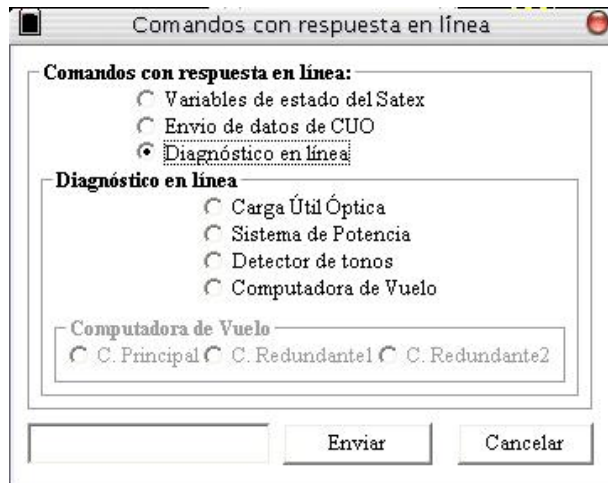 Comandos con respuesta en línea
Comandos con respuesta en línea:
Variables de estado del Satex
Envio de datos de CUO
Diagnóstico en línea
Diagnóstico en línea
Carga Útil Óptica
Sistema de Potencia
Detector de tonos
Computadora de Vuelo
Computadora de Vuelo
C. Principal C. Redundante1 C. Redundante2
Enviar Cancelar